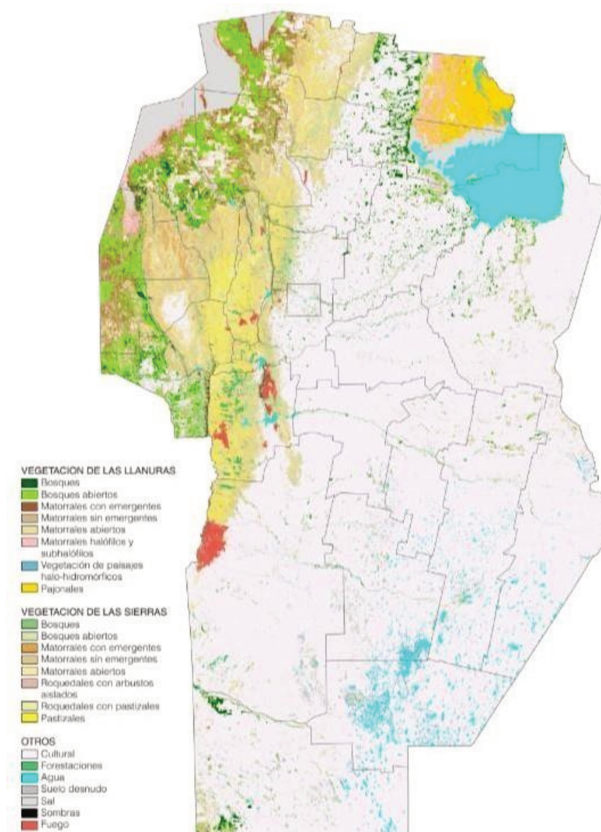 VEGETACION DE LAS LLANURAS
Bosques
Bosques abiertos
Matorrales con emergentes
Matorrales sin emergentes
Matorrales abiertos
Matorrales halófilos y
subhalófilos
Vegetación de paisajes
halo-hidromórficos
Pajonales
VEGETACION DE LAS SIERRAS
Bosques
Bosques abiertos
Matorrales con emergentes
Matorrales sin emergentes
Matorrales abiertos
Roquedales con arbustos
aislados
Roquedales con pastizales
Pastizales
OTROS
Cultural
Forestaciones
Agua
Suelo desnudo
Sal
Sombras
Fuego